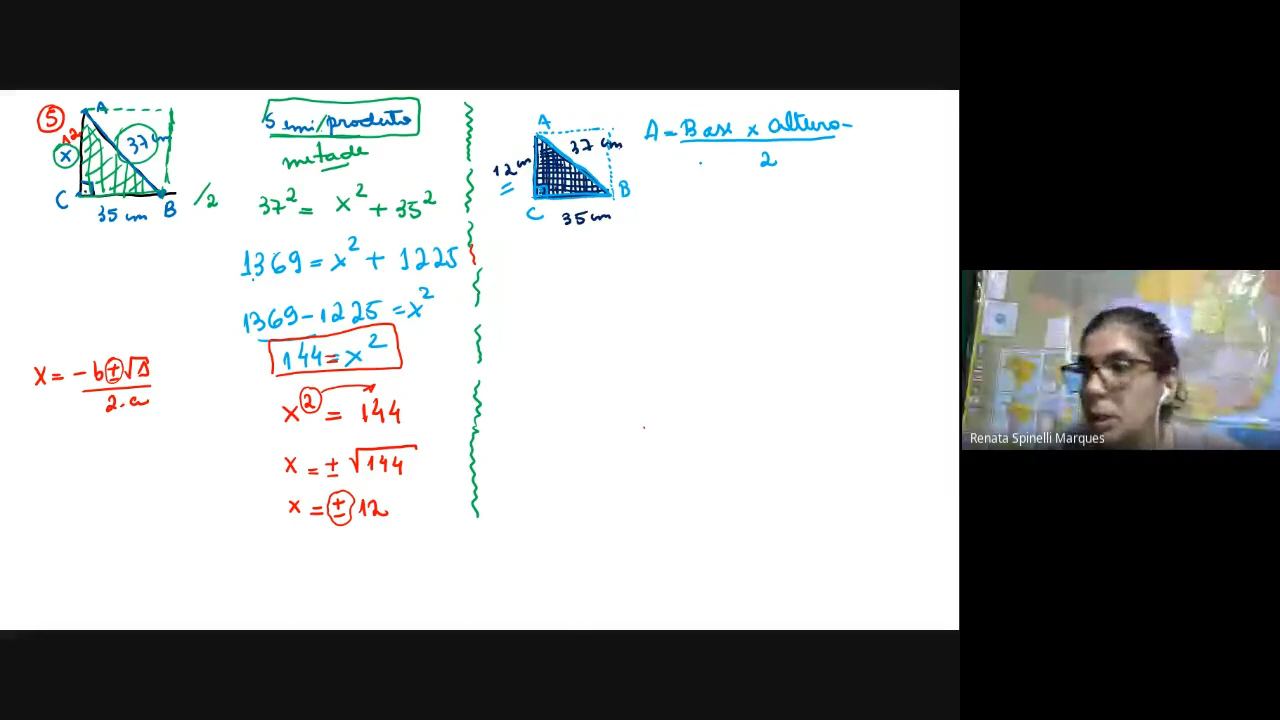 5
A
12
x
37 cm
C
35 cm
B
/2
Semi/produto
metade
37² = x² + 35²
1369 = x² + 1225
1369 - 1225 = x²
144 = x²
x² = 144
x = ± √144
x = ± 12
x = - b ± √Δ
2.a
A
12 cm
37 cm
=
C
B
35 cm
A = Base x altura
2
Renata Spinelli Marques